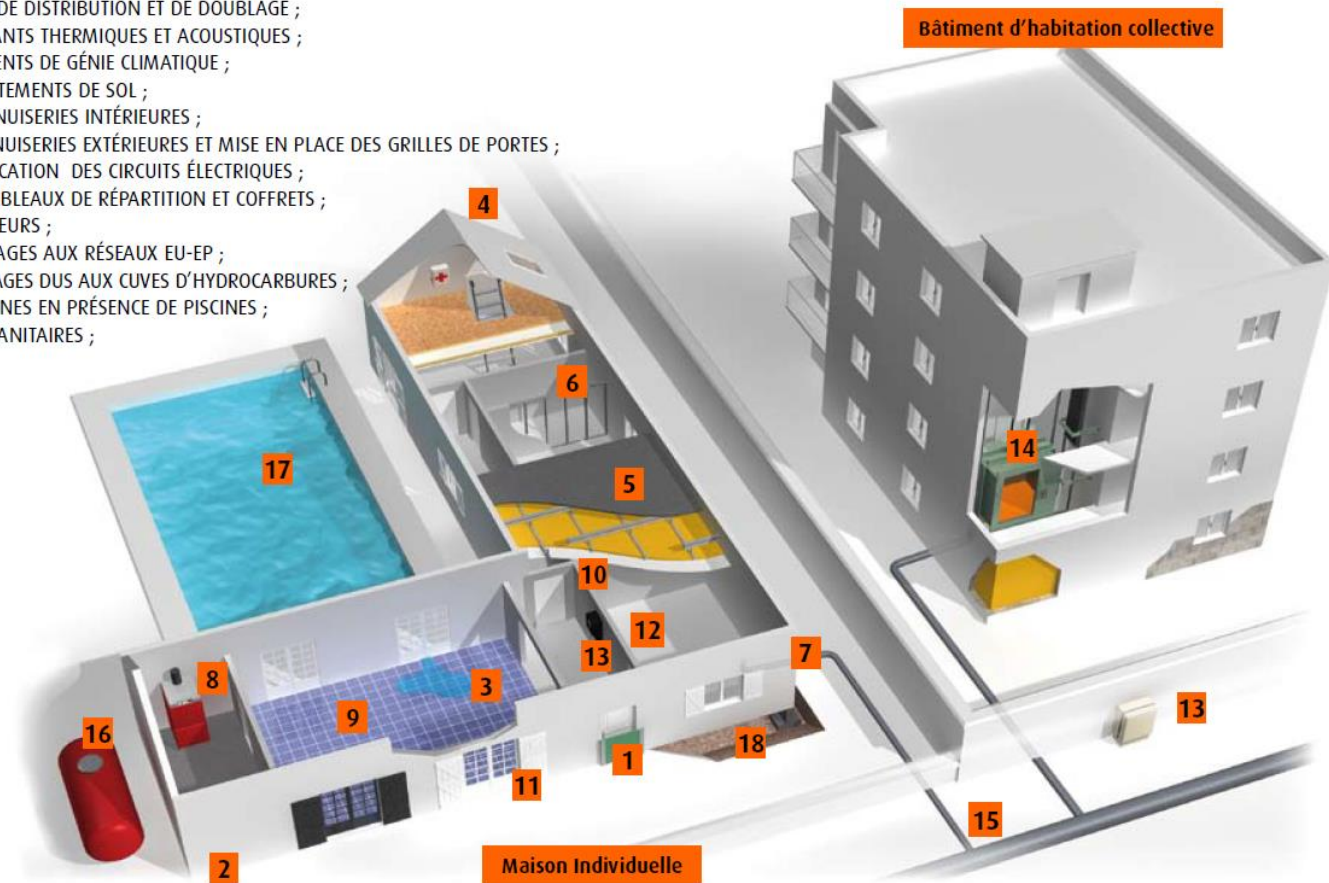 DE DISTRIBUTION ET DE DOUBLAGE ;
ANTS THERMIQUES ET ACOUSTIQUES ;
ENTS DE GÉNIE CLIMATIQUE ;
TEMENTS DE SOL ;
NUISERIES INTÉRIEURES ;
NUISERIES EXTÉRIEURES ET MISE EN PLACE DES GRILLES DE PORTES ;
CATION DES CIRCUITS ÉLECTRIQUES ;
BLEAUX DE RÉPARTITION ET COFFRETS ;
EURS ;
AGES AUX RÉSEAUX EU-EP ;
AGES DUS AUX CUVES D'HYDROCARBURES ;
NES EN PRÉSENCE DE PISCINES ;
ANITAIRES ;
Bâtiment d'habitation collective
4
6
14
17
5
10
12
13
7
8
3
9
13
16
18
1
11
15
2
Maison Individuelle